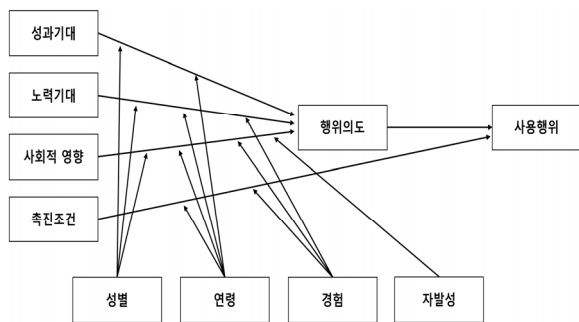 성과기대
노력기대
사회적 영향
촉진조건
행위의도
사용행위
성별
연령
경험
자발성